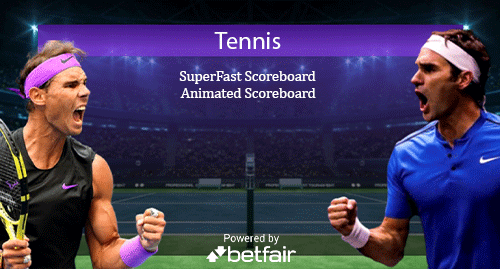 Tennis
SuperFast Scoreboard
Animated Scoreboard
Powered by
betfair